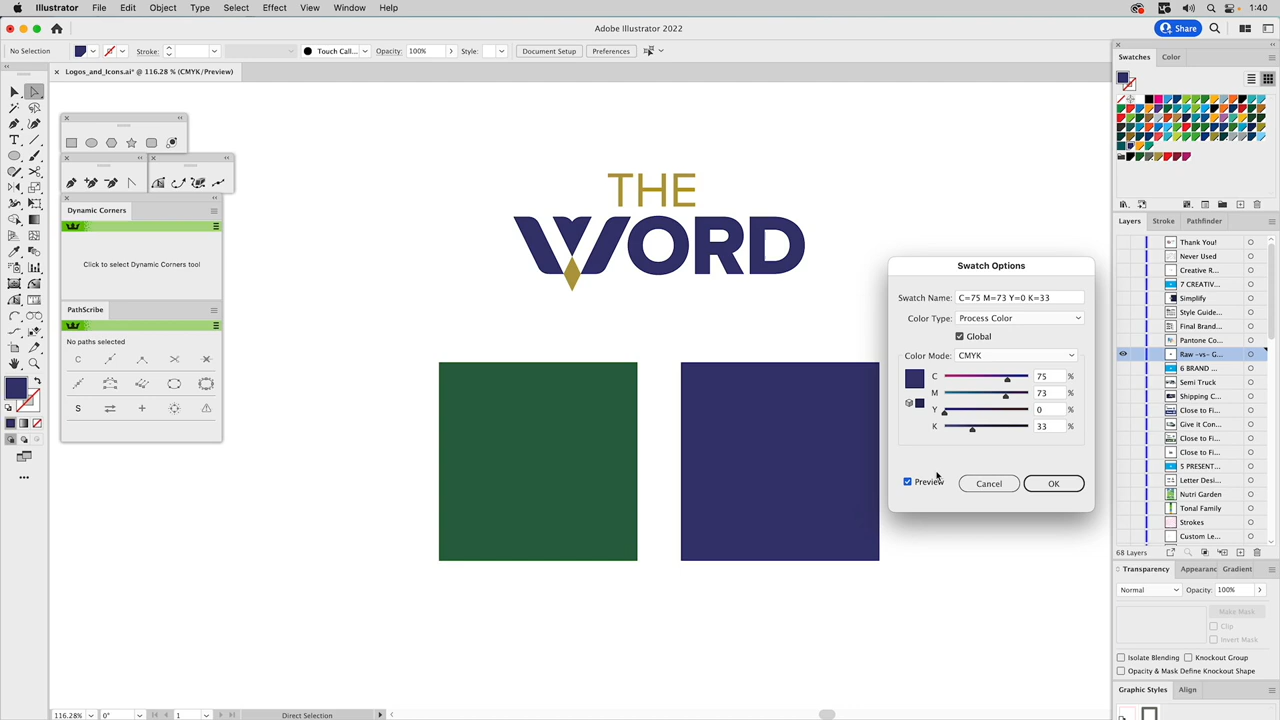 Illustrator File Edit Object Type Select Effect View Window Help 1:40
Adobe Illustrator 2022
Share
No Selection Stroke: Touch Call... Opacity: 100% Style: Document Setup Preferences
Logos_and_Icons.ai* @ 116.28 % (CMYK/Preview)
Dynamic Corners
Click to select Dynamic Corners tool
PathScribe
No paths selected
C
S
THE
WORD
Swatch Options
Swatch Name: C=75 M=73 Y=0 K=33
Color Type: Process Color
Global
Color Mode: CMYK
C 75 %
M 73 %
Y 0 %
K 33 %
Preview Cancel OK
Swatches Color
Layers Stroke Pathfinder
Thank You!
Never Used
Creative R...
7 CREATIV...
Simplify
Style Guide...
Final Brand...
Pantone Co...
Raw -vs- G...
6 BRAND ...
Semi Truck
Shipping C...
Close to Fi...
Give it Con...
Close to Fi...
Close to Fi...
5 PRESENT...
Letter Desi...
Nutri Garden
Tonal Family
Strokes
Custom Le...
68 Layers
Transparency Appearanc Gradient
Normal Opacity: 100%
Make Mask
Clip
Invert Mask
Isolate Blending Knockout Group
Opacity & Mask Define Knockout Shape
Graphic Styles Align
116.28% 0° 1 Direct Selection